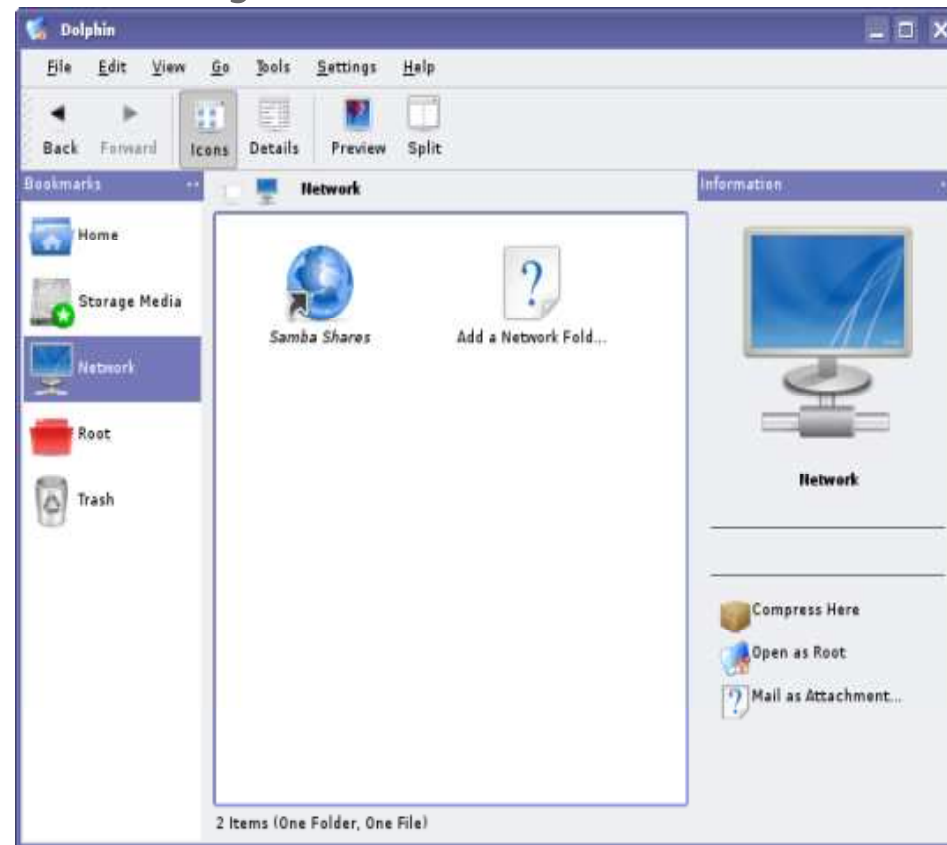 Dolphin
File Edit View Go Tools Settings Help
Back Forward Icons Details Preview Split
Bookmarks
Network
Information
Home
Storage Media
Network
Root
Trash
Samba Shares
Add a Network Fold...
Network
Compress Here
Open as Root
Mail as Attachment...
2 Items (One Folder, One File)